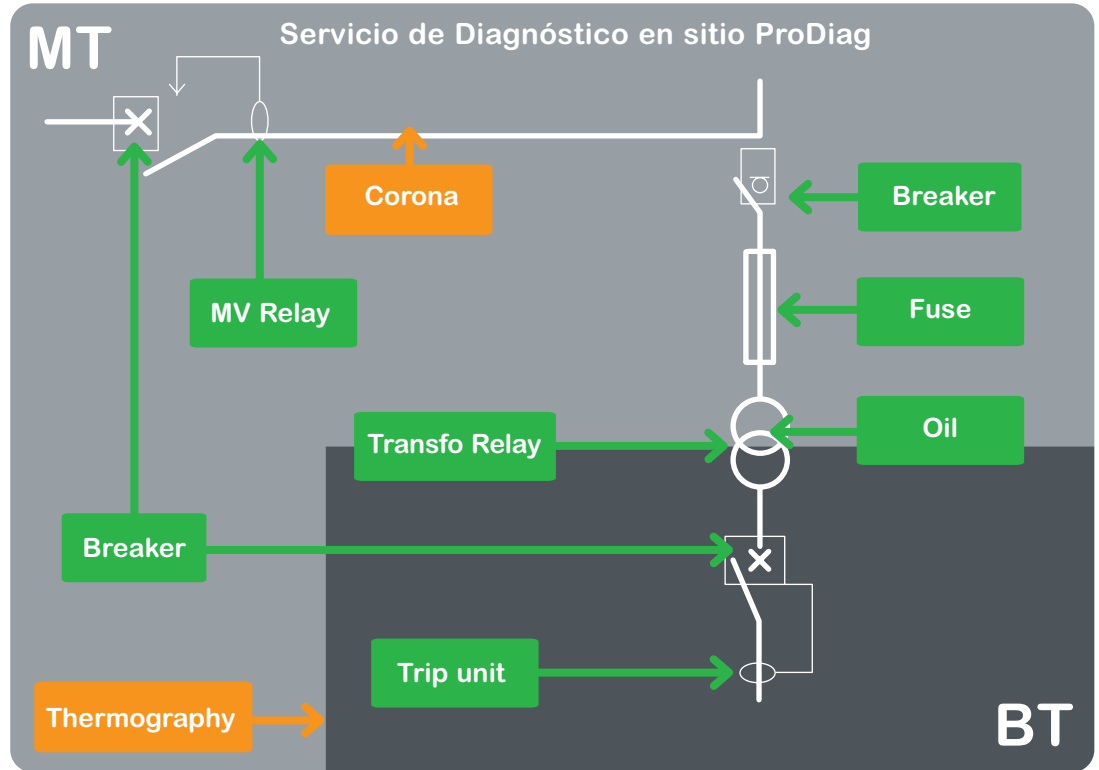 MT
Servicio de Diagnóstico en sitio ProDiag
Corona
Breaker
MV Relay
Fuse
Transfo Relay
Oil
Breaker
Trip unit
Thermography
BT